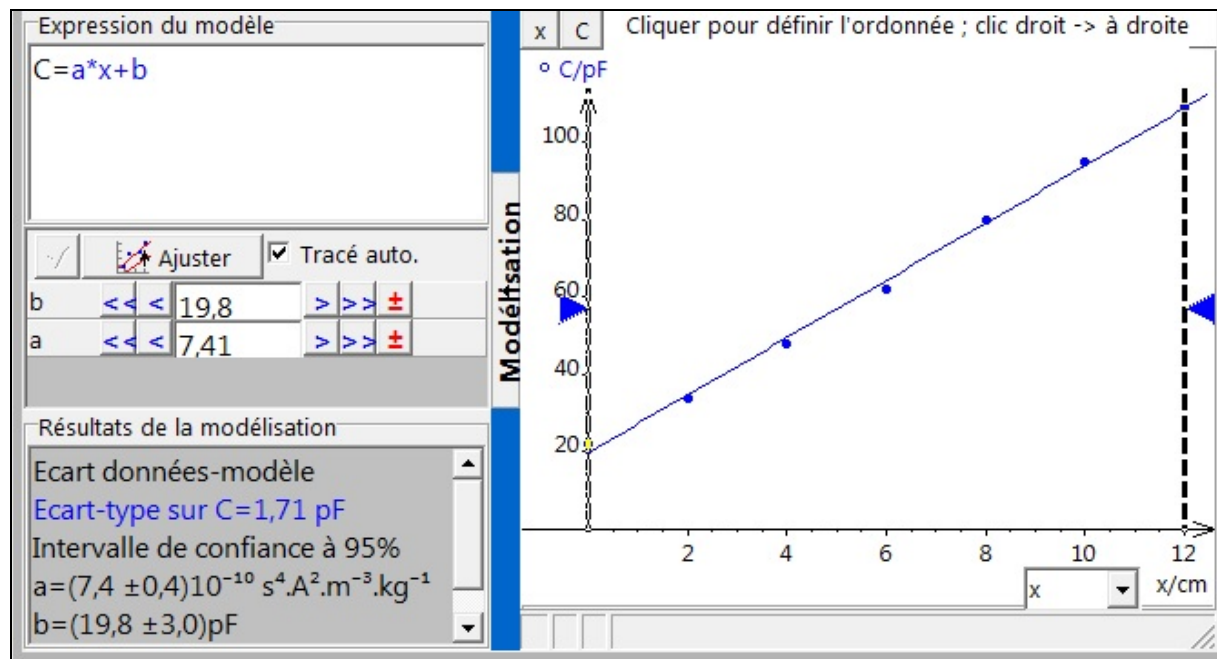 Expression du modèle
C=a*x+b
Ajuster
Tracé auto.
b << < 19,8 > >> ±
a << < 7,41 > >> ±
Résultats de la modélisation
Ecart données-modèle
Ecart-type sur C=1,71 pF
Intervalle de confiance à 95%
a=(7,4 ±0,4)10⁻¹⁰ s⁴.A².m⁻³.kg⁻¹
b=(19,8 ±3,0)pF
Modélisation
x C Cliquer pour définir l'ordonnée ; clic droit -> à droite
C/pF
100
80
60
40
20
2 4 6 8 10 12
x
x/cm